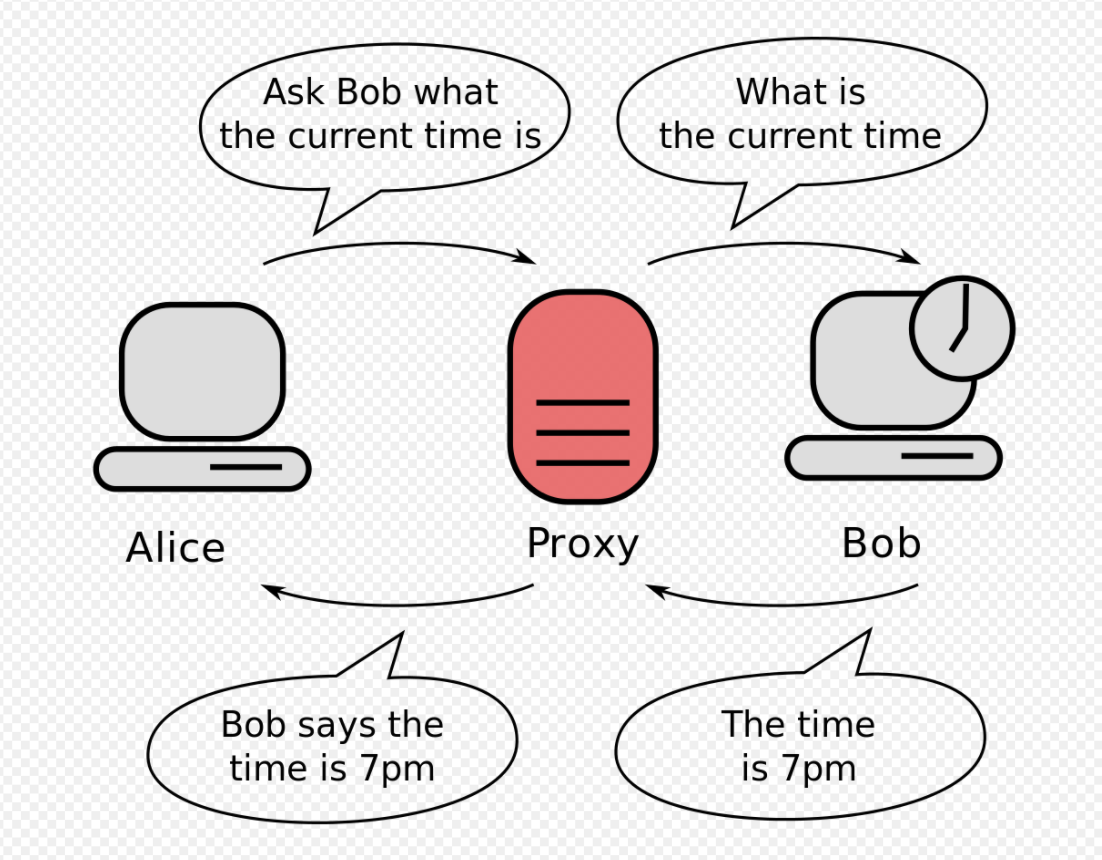 Ask Bob what
the current time is
What is
the current time
Alice
Proxy
Bob
Bob says the
time is 7pm
The time
is 7pm